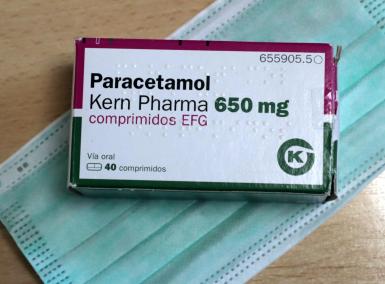 655905.5
Paracetamol
Kern Pharma 650 mg
comprimidos EFG
K
Vía oral
40 comprimidos